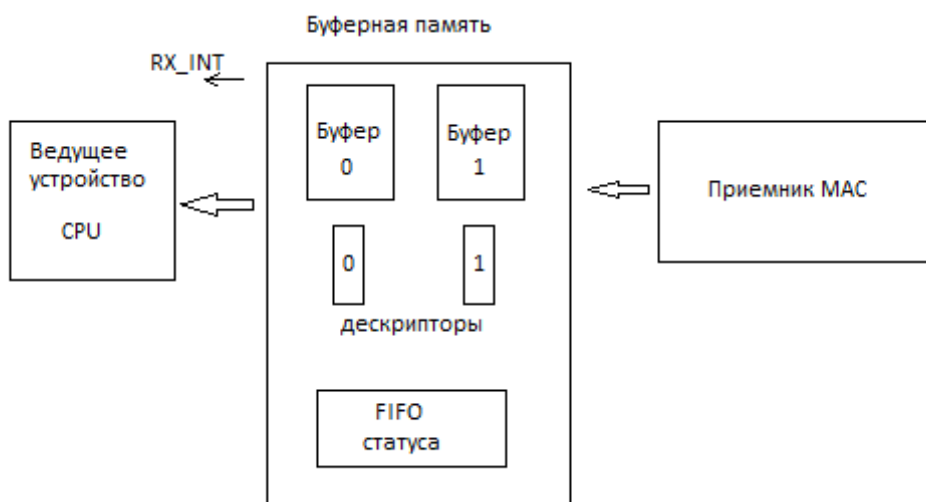 Буферная память
RX_INT
Ведущее
устройство
CPU
Буфер
0
Буфер
1
Приемник MAC
0
1
дескрипторы
FIFO
статуса